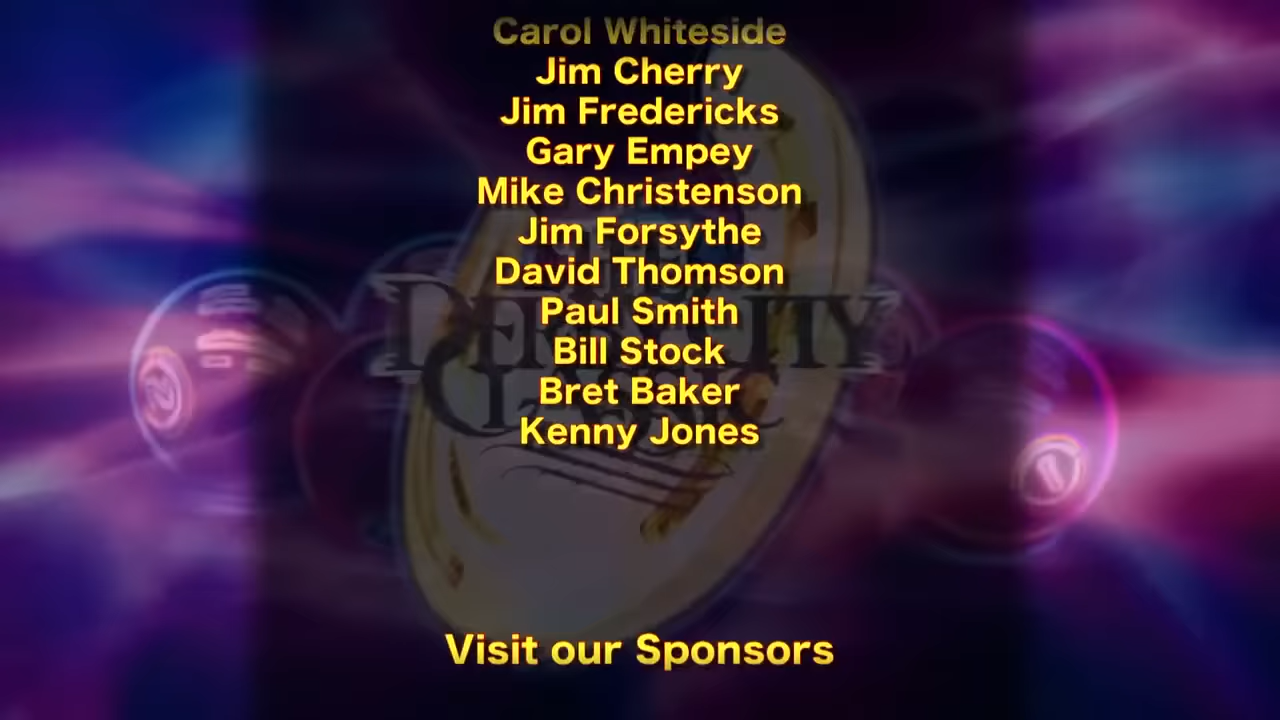 Carol Whiteside
Jim Cherry
Jim Fredericks
Gary Empey
Mike Christenson
Jim Forsythe
David Thomson
Paul Smith
Bill Stock
Bret Baker
Kenny Jones
Visit our Sponsors